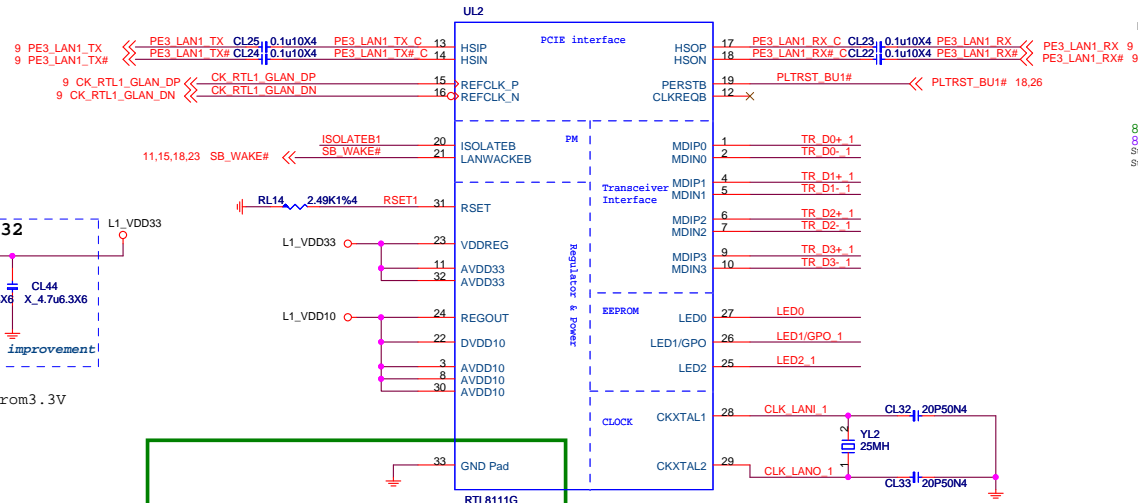 UL2
PCIE interface
9 PE3_LAN1_TX PE3_LAN1_TX CL25 0.1u10X4 PE3_LAN1_TX_C 13 HSIP HSOP 17 PE3_LAN1_RX_C CL23 0.1u10X4 PE3_LAN1_RX PE3_LAN1_RX 9
9 PE3_LAN1_TX# PE3_LAN1_TX# CL24 0.1u10X4 PE3_LAN1_TX#_C 14 HSIN HSON 18 PE3_LAN1_RX#_C CL22 0.1u10X4 PE3_LAN1_RX# PE3_LAN1_RX# 9
9 CK_RTL1_GLAN_DP CK_RTL1_GLAN_DP 15 REFCLK_P PERSTB 19 PLTRST_BU1# PLTRST_BU1# 18,26
9 CK_RTL1_GLAN_DN CK_RTL1_GLAN_DN 16 REFCLK_N CLKREQB 12
PM
ISOLATEB1 20 ISOLATEB MDIP0 1 TR_D0+_1
11,15,18,23 SB_WAKE# SB_WAKE# 21 LANWACKEB MDIN0 2 TR_D0-_1
Transceiver MDIP1 4 TR_D1+_1
Interface MDIN1 5 TR_D1-_1
RL14 2.49K1%4 RSET1 31 RSET
MDIP2 6 TR_D2+_1
MDIN2 7 TR_D2-_1
32
L1_VDD33
L1_VDD33 23 VDDREG
Regulator & Power
MDIP3 9 TR_D3+_1
11 AVDD33 MDIN3 10 TR_D3-_1
32 AVDD33
CL44
X6 X_4.7u6.3X6
EEPROM
L1_VDD10 24 REGOUT LED0 27 LED0
22 DVDD10 LED1/GPO 26 LED1/GPO_1
improvement
3 AVDD10 LED2 25 LED2_1
8 AVDD10
30 AVDD10
rom3.3V
CLOCK
CKXTAL1 28 CLK_LANI_1 CL32 20P50N4
2 YL2
1 25MH
33 GND Pad CKXTAL2 29 CLK_LANO_1 CL33 20P50N4
RTL8111G